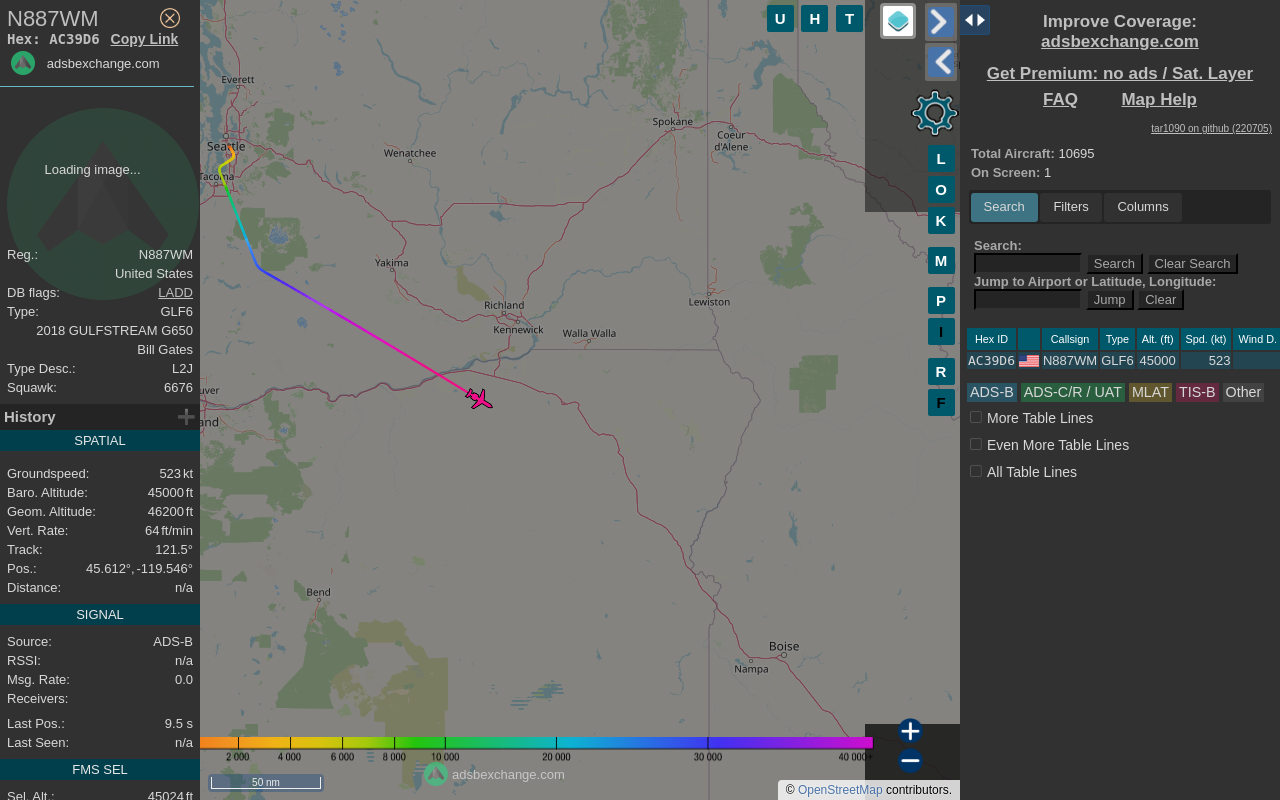 N887WM
Hex: AC39D6 Copy Link
adsbexchange.com
Loading image...
Reg.: N887WM
United States
DB flags: LADD
Type: GLF6
2018 GULFSTREAM G650
Bill Gates
Type Desc.: L2J
Squawk: 6676
History
SPATIAL
Groundspeed: 523 kt
Baro. Altitude: 45000 ft
Geom. Altitude: 46200 ft
Vert. Rate: 64 ft/min
Track: 121.5°
Pos.: 45.612°, -119.546°
Distance: n/a
SIGNAL
Source: ADS-B
RSSI: n/a
Msg. Rate: 0.0
Receivers:
Last Pos.: 9.5 s
Last Seen: n/a
FMS SEL
Sel. Alt.: 45024 ft
U H T
Everett
Seattle
Tacoma
Wenatchee
Spokane
Coeur
d'Alene
Yakima
Richland
Kennewick
Walla Walla
Lewiston
uver
and
Bend
Boise
Nampa
L
O
K
M
P
I
R
F
2 000 4 000 6 000 8 000 10 000 20 000 30 000 40 000+
50 nm
adsbexchange.com
© OpenStreetMap contributors.
Improve Coverage:
adsbexchange.com
Get Premium: no ads / Sat. Layer
FAQ Map Help
tar1090 on github (220705)
Total Aircraft: 10695
On Screen: 1
Search Filters Columns
Search:
Search Clear Search
Jump to Airport or Latitude, Longitude:
Jump Clear
Hex ID Callsign Type Alt. (ft) Spd. (kt) Wind D.
AC39D6 N887WM GLF6 45000 523
ADS-B ADS-C/R / UAT MLAT TIS-B Other
More Table Lines
Even More Table Lines
All Table Lines